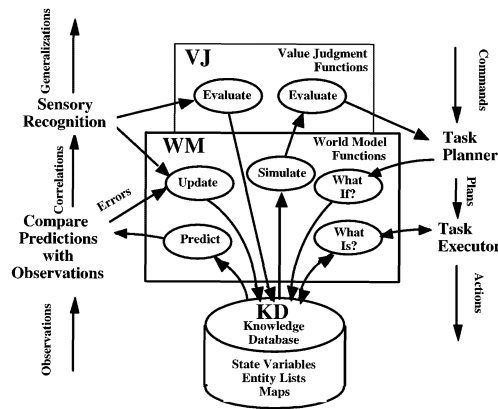 Generalizations
VJ
Value Judgment
Functions
Commands
Evaluate
Evaluate
Sensory
Recognition
WM
World Model
Functions
Task
Planner
Correlations
Errors
Update
Simulate
What
If?
Plans
Compare
Predictions
with
Observations
Predict
What
Is?
Task
Executor
Observations
KD
Knowledge
Database
Actions
State Variables
Entity Lists
Maps